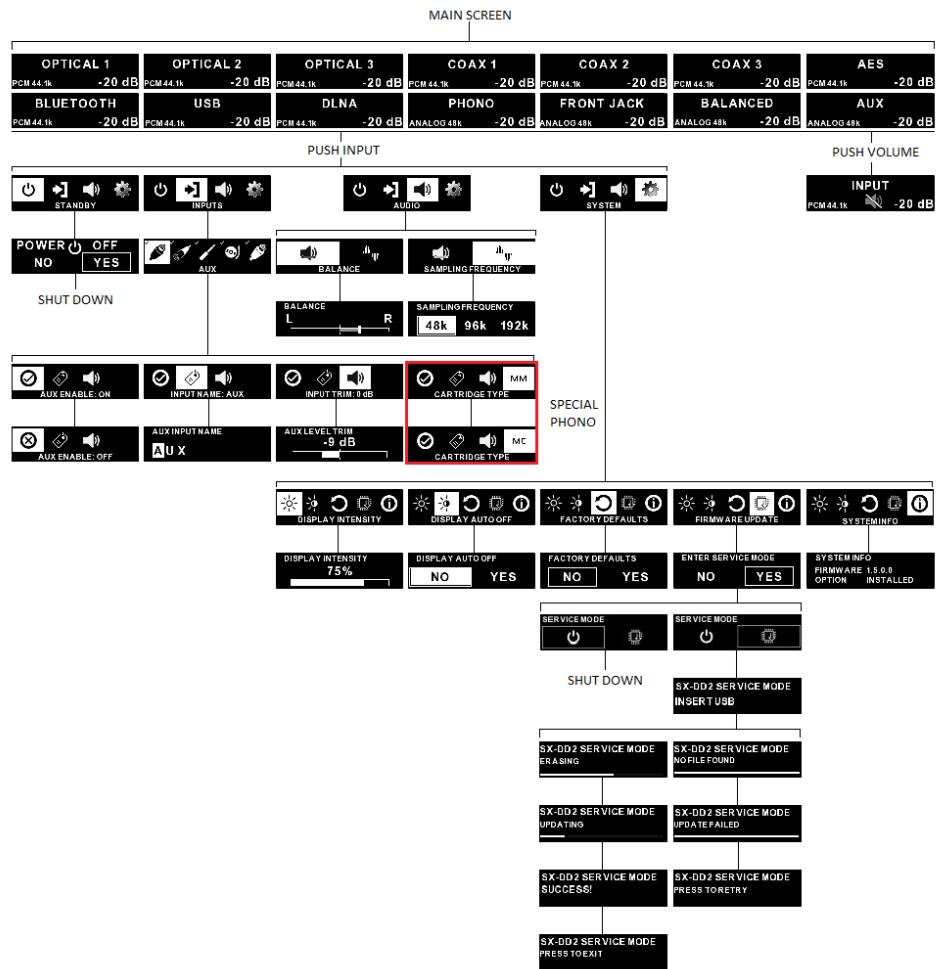 MAIN SCREEN
OPTICAL 1
PCM 44.1k -20 dB
OPTICAL 2
PCM 44.1k -20 dB
OPTICAL 3
PCM 44.1k -20 dB
COAX 1
PCM 44.1k -20 dB
COAX 2
PCM 44.1k -20 dB
COAX 3
PCM 44.1k -20 dB
AES
PCM 44.1k -20 dB
BLUETOOTH
PCM 44.1k -20 dB
USB
PCM 44.1k -20 dB
DLNA
PCM 44.1k -20 dB
PHONO
ANALOG 48k -20 dB
FRONT JACK
ANALOG 48k -20 dB
BALANCED
ANALOG 48k -20 dB
AUX
ANALOG 48k -20 dB
PUSH INPUT
PUSH VOLUME
STANDBY
INPUTS
AUDIO
SYSTEM
INPUT
PCM 44.1k -20 dB
POWER OFF
NO YES
AUX
BALANCE
SAMPLING FREQUENCY
SHUT DOWN
BALANCE
L R
SAMPLING FREQUENCY
48k 96k 192k
AUX ENABLE: ON
INPUT NAME: AUX
INPUT TRIM: 0 dB
MM
CARTRIDGE TYPE
SPECIAL
PHONO
AUX ENABLE: OFF
AUX INPUT NAME
AUX
AUX LEVEL TRIM
-9 dB
MC
CARTRIDGE TYPE
DISPLAY INTENSITY
DISPLAY AUTO OFF
FACTORY DEFAULTS
FIRMWARE UPDATE
SYSTEM INFO
DISPLAY INTENSITY
75%
DISPLAY AUTO OFF
NO YES
FACTORY DEFAULTS
NO YES
ENTER SERVICE MODE
NO YES
SYSTEM INFO
FIRMWARE 1.5.0.0
OPTION INSTALLED
SERVICE MODE
SERVICE MODE
SHUT DOWN
SX-DD2 SERVICE MODE
INSERT USB
SX-DD2 SERVICE MODE
ERASING
SX-DD2 SERVICE MODE
NO FILE FOUND
SX-DD2 SERVICE MODE
UPDATING
SX-DD2 SERVICE MODE
UPDATE FAILED
SX-DD2 SERVICE MODE
SUCCESS!
SX-DD2 SERVICE MODE
PRESS TO RETRY
SX-DD2 SERVICE MODE
PRESS TO EXIT